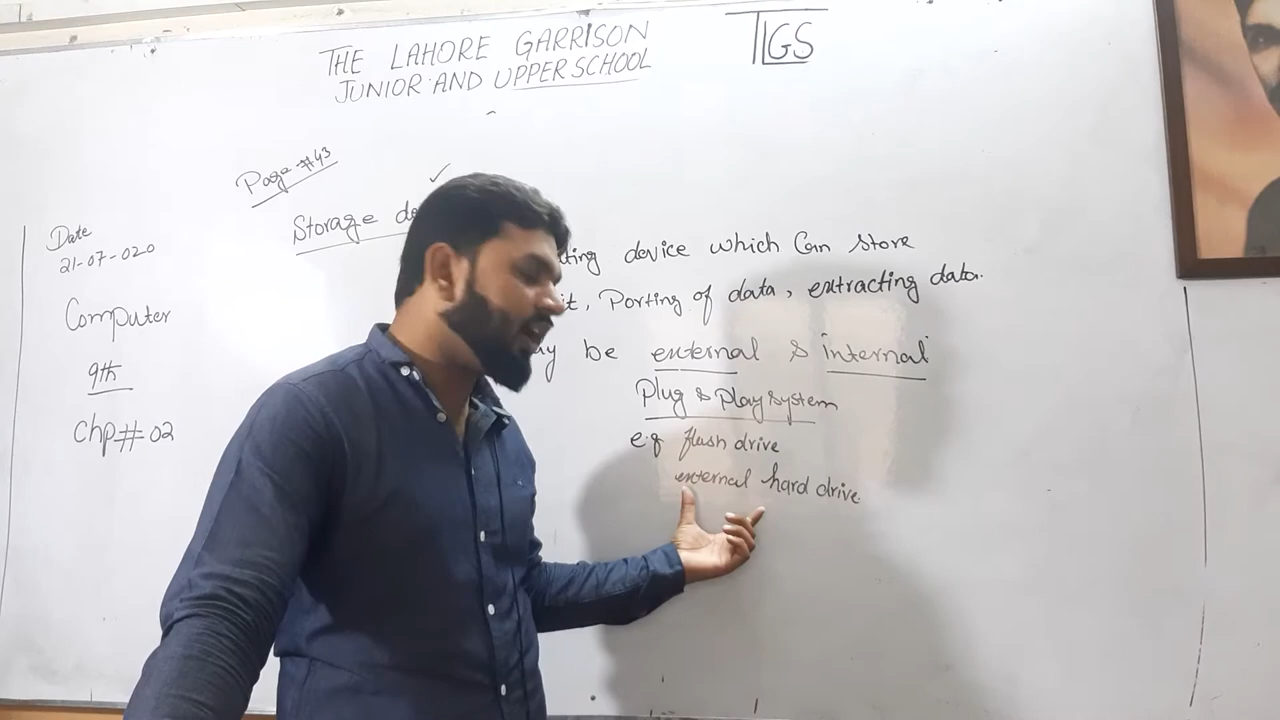 THE LAHORE GARRISON
JUNIOR AND UPPER SCHOOL
TLGS
Page #43
Storage
Date
21-07-020
Computer
9th
Chp# 02
device which Can Store
it, Porting of data, extracting data.
be external & internal
Plug & Play system
e.g flash drive
external hard drive